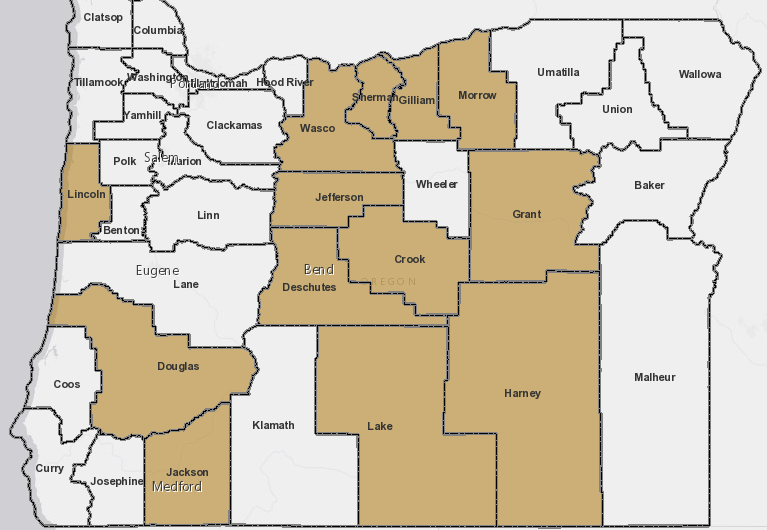 Clatsop
Columbia
Tillamook
Washington
Portland
Multnomah
Hood River
Umatilla
Wallowa
Sherman
Gilliam
Morrow
Union
Yamhill
Clackamas
Wasco
Polk
Salem
Marion
Wheeler
Baker
Lincoln
Jefferson
Linn
Grant
Benton
Crook
Eugene
Lane
Bend
Deschutes
OREGON
Douglas
Coos
Malheur
Harney
Klamath
Lake
Curry
Josephine
Jackson
Medford